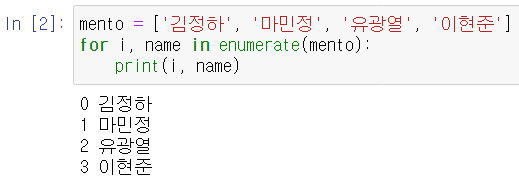 In [2]: mento = ['김정하', '마민정', '유광열', '이현준']
for i, name in enumerate(mento):
    print(i, name)
0 김정하
1 마민정
2 유광열
3 이현준